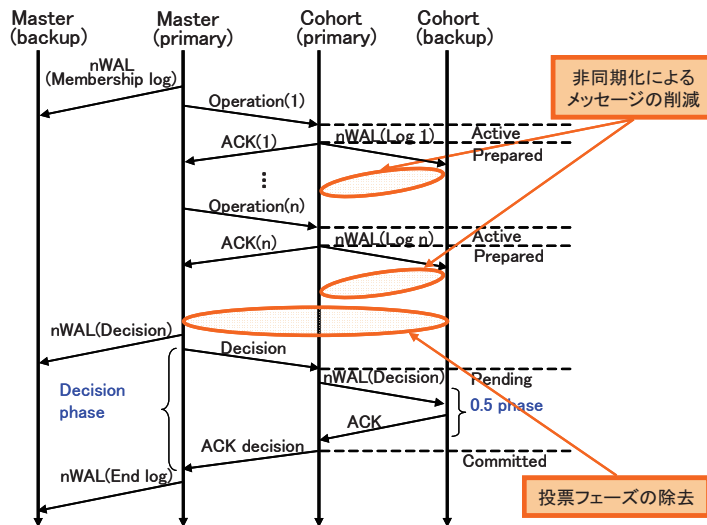 Master
(backup)
Master
(primary)
Cohort
(primary)
Cohort
(backup)
nWAL
(Membership log)
非同期化による
メッセージの削減
Operation(1)
Active
ACK(1)
nWAL(Log 1)
Prepared
⋮
Operation(n)
Active
ACK(n)
nWAL(Log n)
Prepared
nWAL(Decision)
Decision
Pending
nWAL(Decision)
Decision
phase
0.5 phase
ACK
ACK decision
Committed
nWAL(End log)
投票フェーズの除去